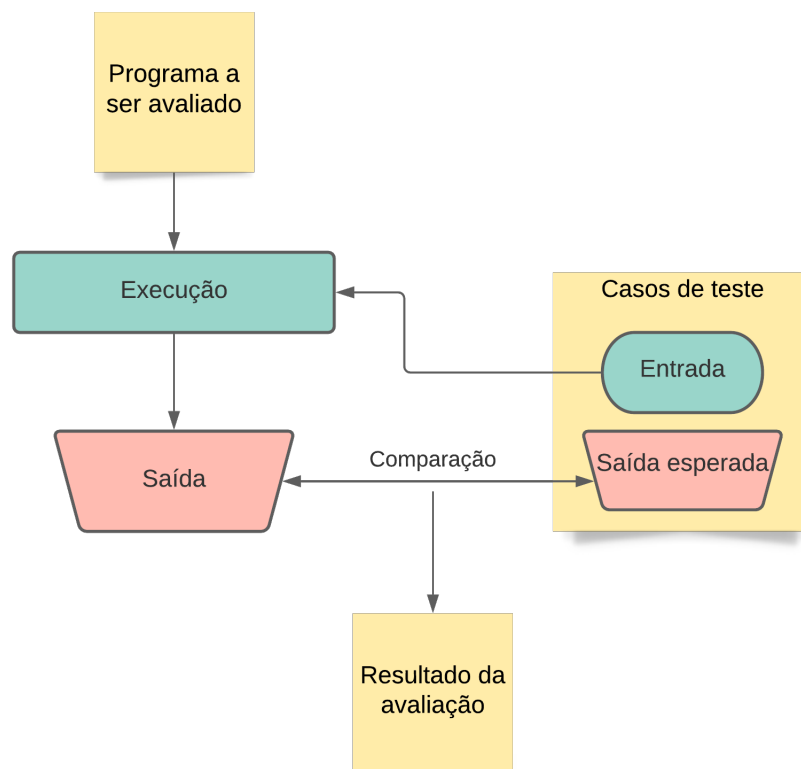 Programa a
ser avaliado
Execução
Casos de teste
Entrada
Saída
Comparação
Saída esperada
Resultado da
avaliação